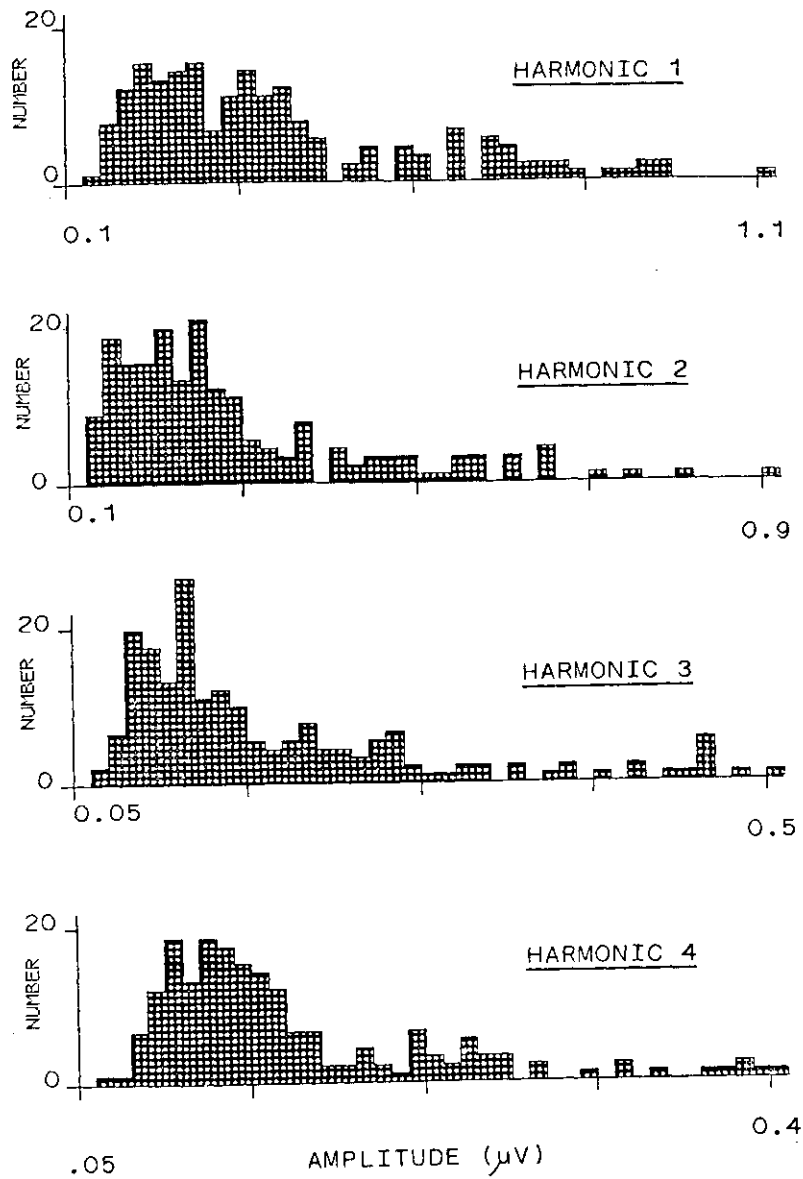 20
NUMBER
HARMONIC 1
0
0.1 1.1
20
NUMBER
HARMONIC 2
0
0.1 0.9
20
NUMBER
HARMONIC 3
0
0.05 0.5
20
NUMBER
HARMONIC 4
0
.05 AMPLITUDE (µV) 0.4